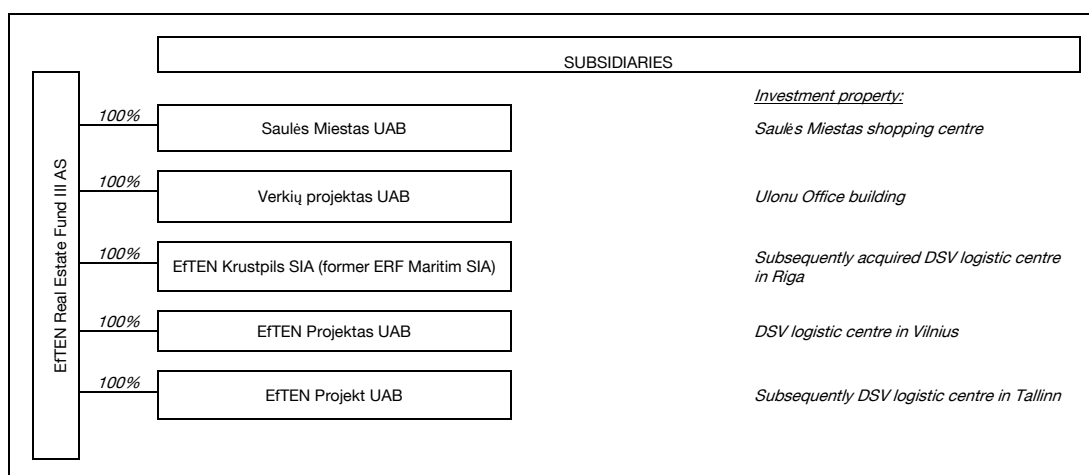 SUBSIDIARIES
EfTEN Real Estate Fund III AS
Investment property:
100%
Saulės Miestas UAB
Saulės Miestas shopping centre
100%
Verkių projektas UAB
Ulonu Office building
100%
EfTEN Krustpils SIA (former ERF Maritim SIA)
Subsequently acquired DSV logistic centre
in Riga
100%
EfTEN Projektas UAB
DSV logistic centre in Vilnius
100%
EfTEN Projekt UAB
Subsequently DSV logistic centre in Tallinn